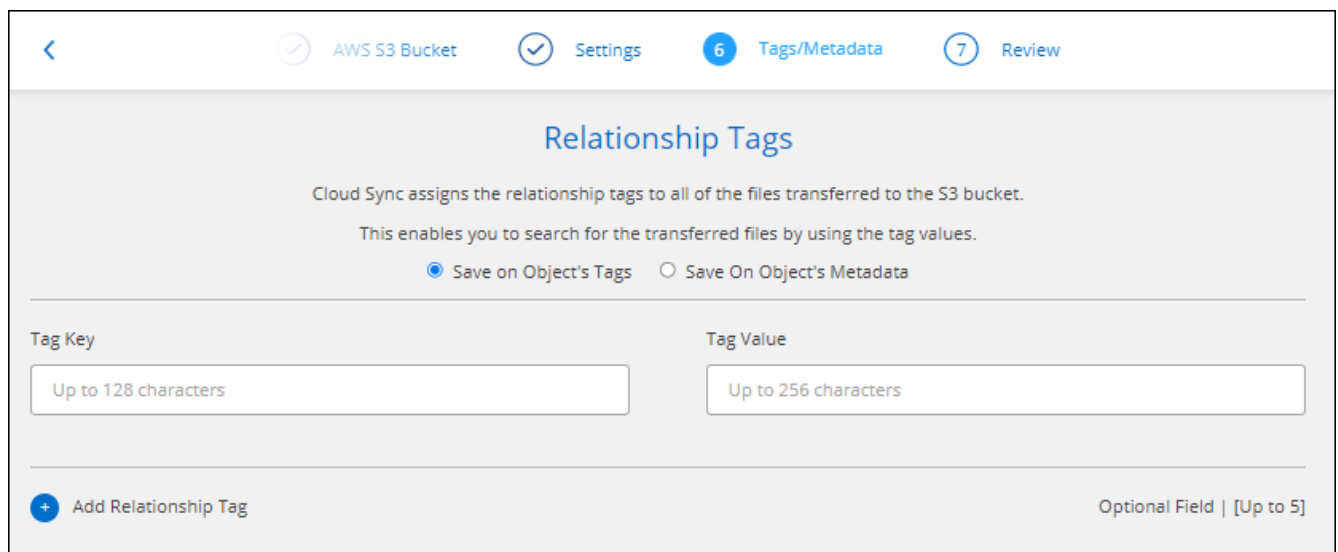 AWS S3 Bucket Settings 6 Tags/Metadata 7 Review
Relationship Tags
Cloud Sync assigns the relationship tags to all of the files transferred to the S3 bucket.
This enables you to search for the transferred files by using the tag values.
Save on Object's Tags Save On Object's Metadata
Tag Key Tag Value
Up to 128 characters Up to 256 characters
+ Add Relationship Tag Optional Field | [Up to 5]